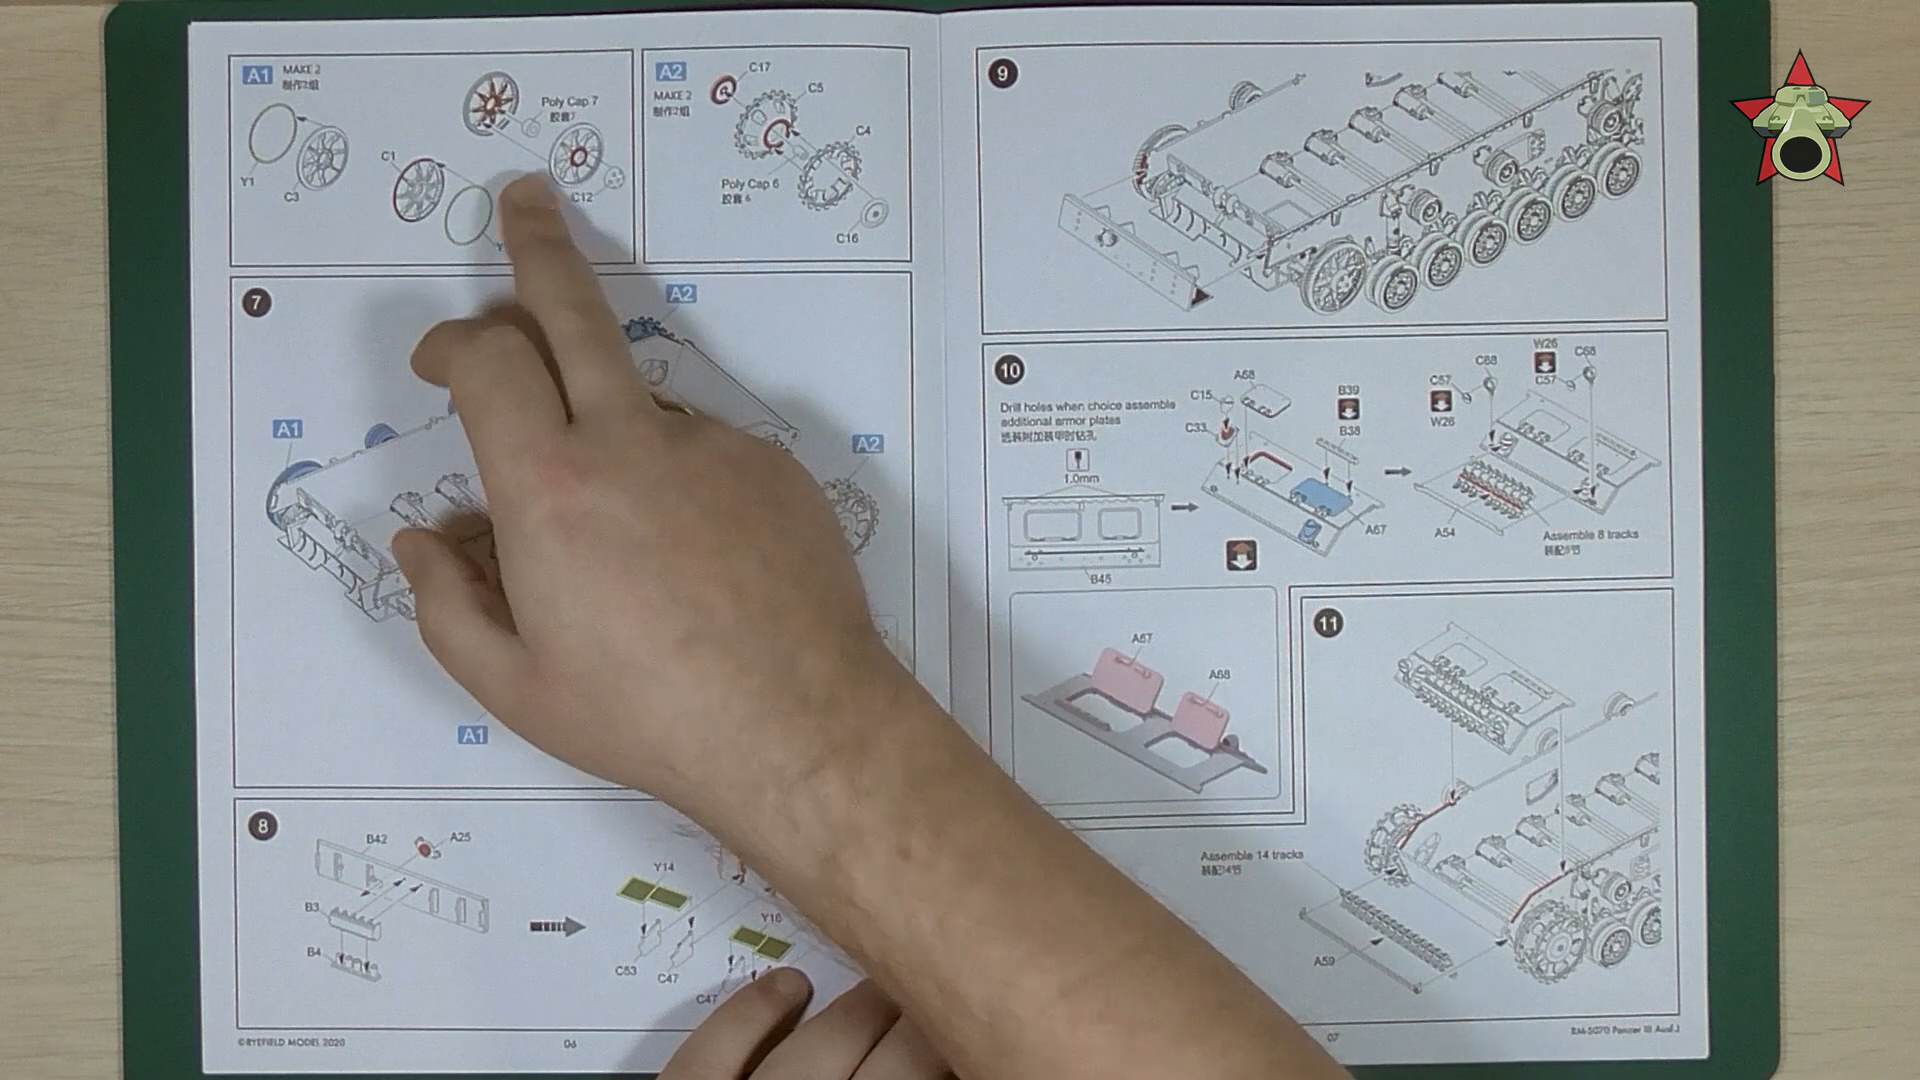 A1
MAKE 2
制作2组
Poly Cap 7
胶套7
C1
Y1
C3
C12
A2
MAKE 2
制作2组
C17
C5
C4
Poly Cap 6
胶套6
C16
7
A2
A1
A2
A1
8
B42
A25
B3
B4
Y14
Y16
C53
C47
C47
©RYEFIELD MODEL 2020
06
9
10
Drill holes when choice assemble
additional armor plates
选装附加装甲时钻孔
1.0mm
B45
C15
A68
C33
B39
B38
A67
C57
W26
C68
W26
C57
C68
A54
Assemble 8 tracks
装配8节
A67
A68
11
Assemble 14 tracks
装配14节
A59
07
RM-5070 Panzer III Ausf.J